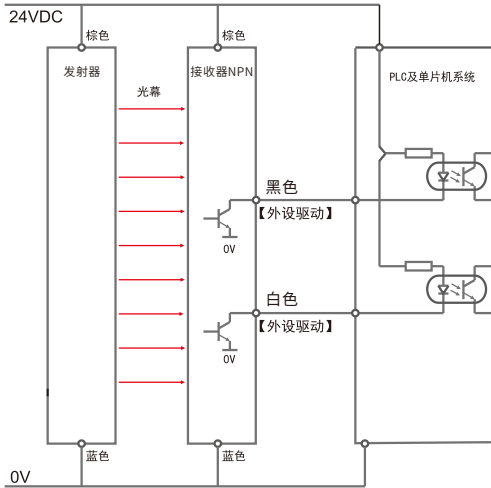 24VDC
棕色
棕色
发射器
接收器NPN
PLC及单片机系统
光幕
黑色
【外设驱动】
0V
白色
【外设驱动】
0V
蓝色
蓝色
0V